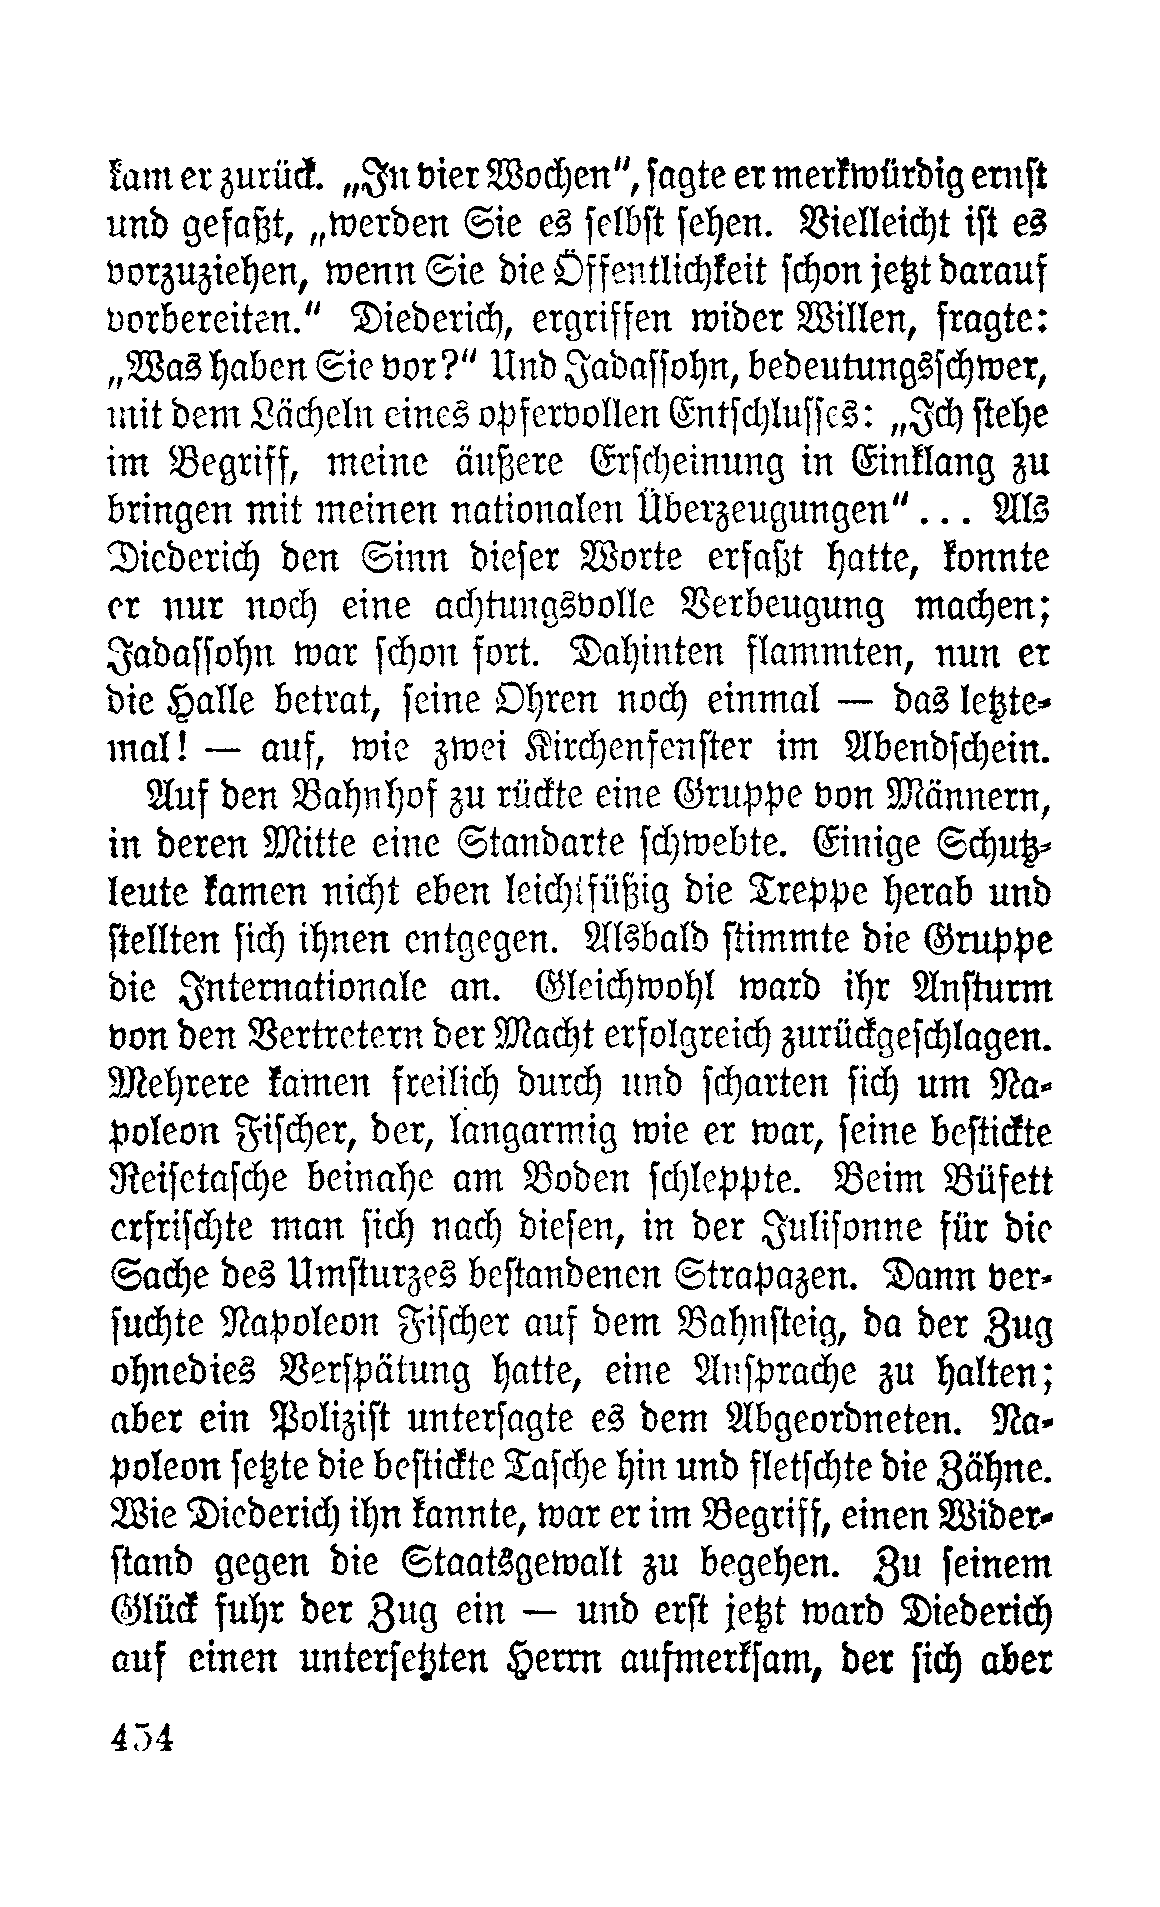 kam er zurück. „In vier Wochen“, sagte er merkwürdig ernst
und gefaßt, „werden Sie es selbst sehen. Vielleicht ist es
vorzuziehen, wenn Sie die Öffentlichkeit schon jetzt darauf
vorbereiten.“ Diederich, ergriffen wider Willen, fragte:
„Was haben Sie vor?“ Und Jadassohn, bedeutungsschwer,
mit dem Lächeln eines opfervollen Entschlusses: „Ich stehe
im Begriff, meine äußere Erscheinung in Einklang zu
bringen mit meinen nationalen Überzeugungen“ ... Als
Diederich den Sinn dieser Worte erfaßt hatte, konnte
er nur noch eine achtungsvolle Verbeugung machen;
Jadassohn war schon fort. Dahinten flammten, nun er
die Halle betrat, seine Ohren noch einmal — das letzte-
mal! — auf, wie zwei Kirchenfenster im Abendschein.
Auf den Bahnhof zu rückte eine Gruppe von Männern,
in deren Mitte eine Standarte schwebte. Einige Schutz-
leute kamen nicht eben leichtfüßig die Treppe herab und
stellten sich ihnen entgegen. Alsbald stimmte die Gruppe
die Internationale an. Gleichwohl ward ihr Ansturm
von den Vertretern der Macht erfolgreich zurückgeschlagen.
Mehrere kamen freilich durch und scharten sich um Na-
poleon Fischer, der, langarmig wie er war, seine bestickte
Reisetasche beinahe am Boden schleppte. Beim Büfett
erfrischte man sich nach diesen, in der Julisonne für die
Sache des Umsturzes bestandenen Strapazen. Dann ver-
suchte Napoleon Fischer auf dem Bahnsteig, da der Zug
ohnedies Verspätung hatte, eine Ansprache zu halten;
aber ein Polizist untersagte es dem Abgeordneten. Na-
poleon setzte die bestickte Tasche hin und fletschte die Zähne.
Wie Diederich ihn kannte, war er im Begriff, einen Wider-
stand gegen die Staatsgewalt zu begehen. Zu seinem
Glück fuhr der Zug ein — und erst jetzt ward Diederich
auf einen untersetzten Herrn aufmerksam, der sich aber
434